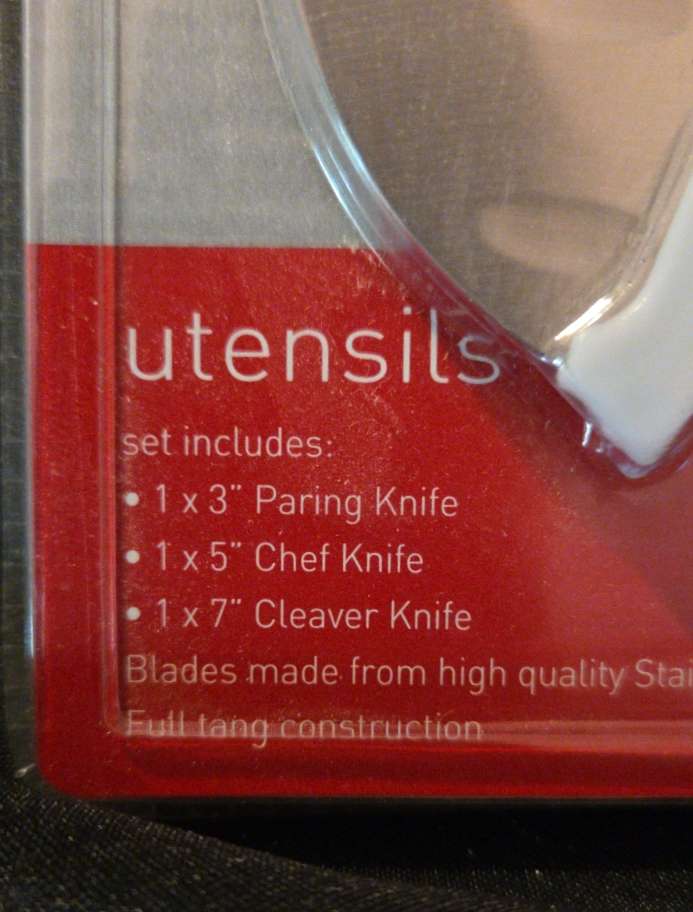 utensils
set includes:
• 1 x 3” Paring Knife
• 1 x 5” Chef Knife
• 1 x 7” Cleaver Knife
Blades made from high quality
Full tang construction